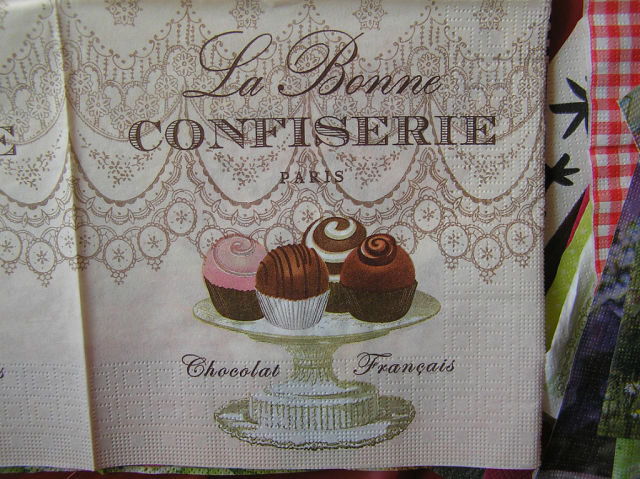 La Bonne
CONFISERIE
PARIS
Chocolat Français
E
s